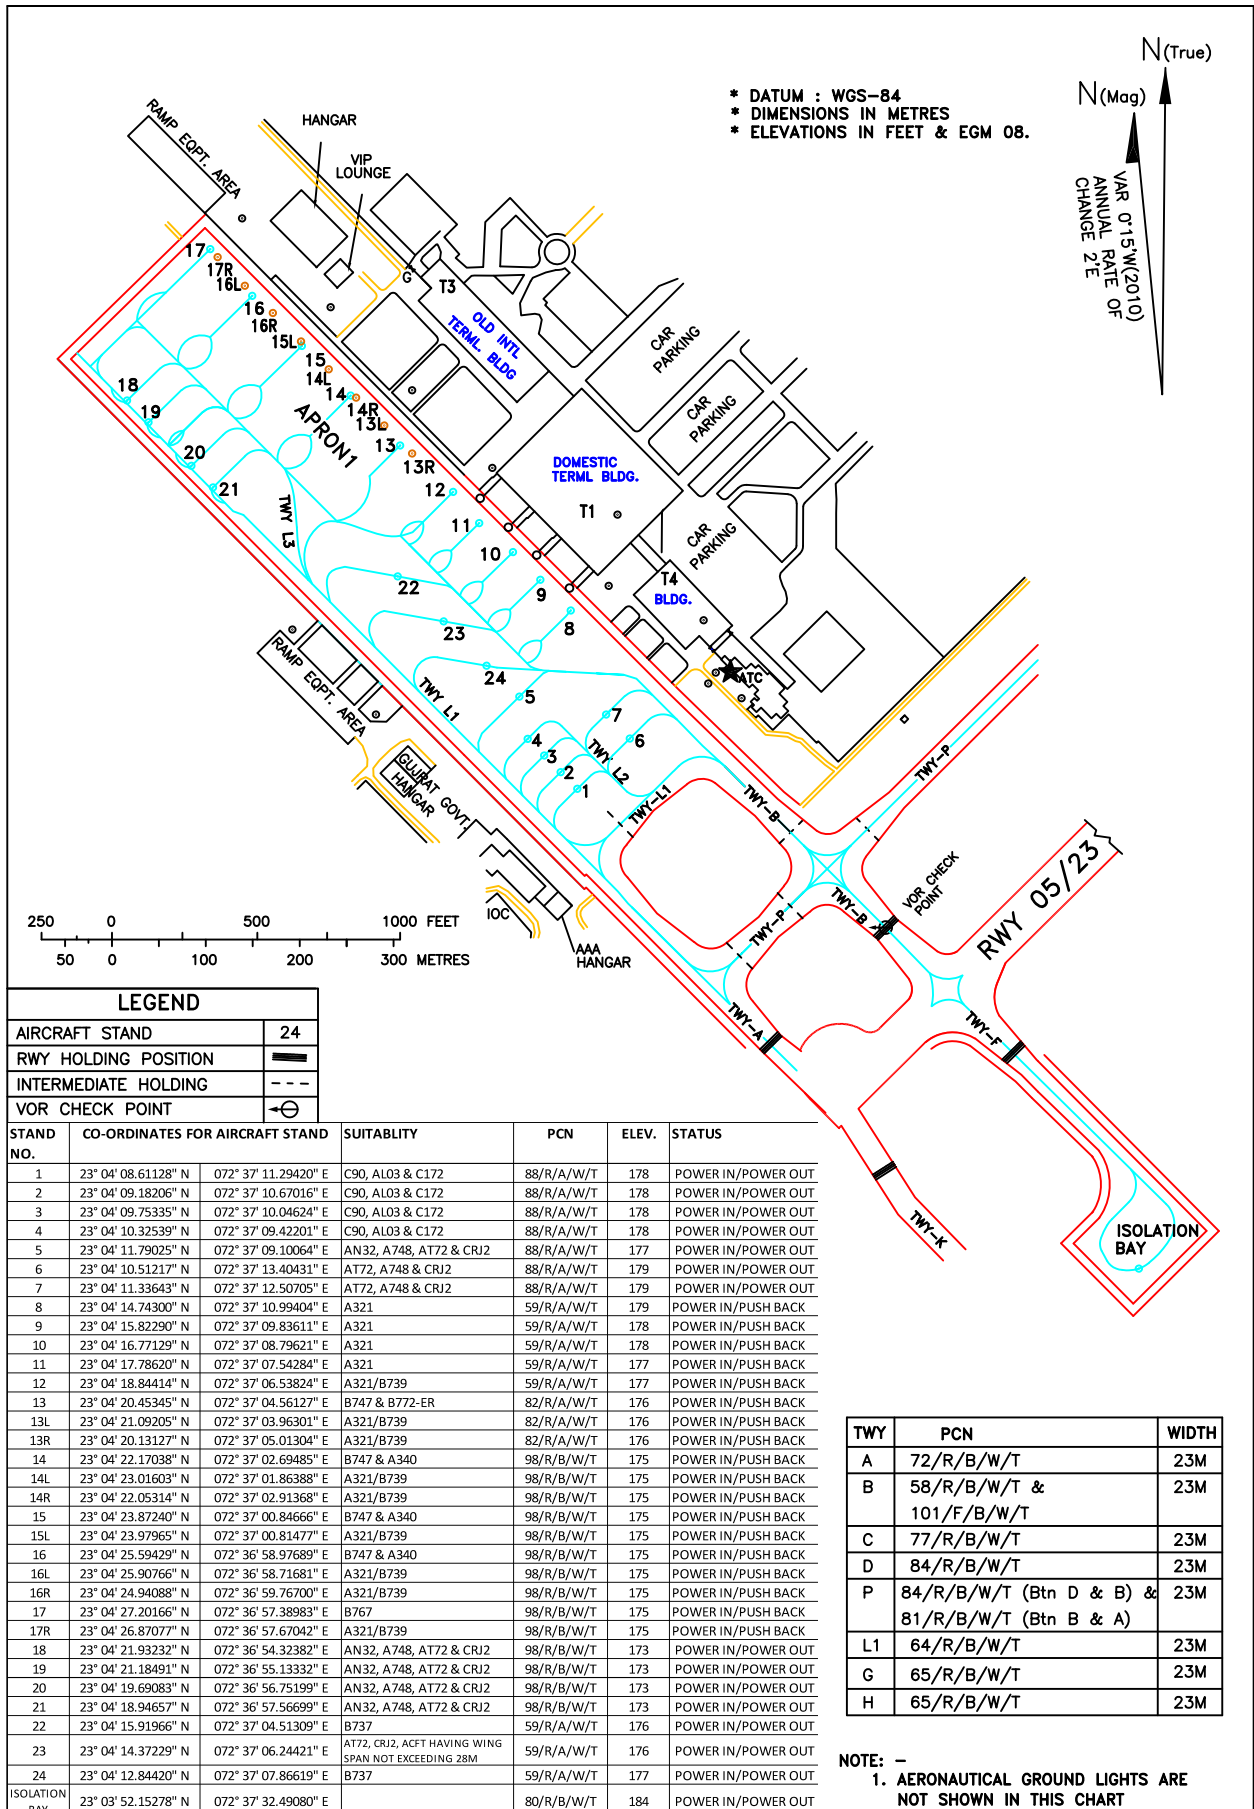 N(True)
N(Mag)
VAR 0°15'W(2010)
ANNUAL RATE OF
CHANGE 2'E
* DATUM : WGS-84
* DIMENSIONS IN METRES
* ELEVATIONS IN FEET & EGM 08.
RAMP EQPT. AREA
HANGAR
VIP
LOUNGE
G
T3
OLD INTL
TERML. BLDG
CAR
PARKING
CAR
PARKING
CAR
PARKING
DOMESTIC
TERML BLDG.
T1
T4
BLDG.
ATC
17
17R
16L
16
16R
15L
15
14L
14
14R
13L
13
13R
12
11
10
9
8
18
19
20
21
22
23
24
5
7
6
4
3
2
1
APRON1
TWY L3
TWY L1
TWY L2
TWY-L1
TWY-B
TWY-P
TWY-P
TWY-B
VOR CHECK
POINT
RWY 05/23
TWY-A
TWY-F
TWY-K
ISOLATION
BAY
RAMP EQPT. AREA
GUJRAT GOVT.
HANGAR
IOC
AAA
HANGAR
250 0 500 1000 FEET
50 0 100 200 300 METRES
LEGEND
AIRCRAFT STAND 24
RWY HOLDING POSITION
INTERMEDIATE HOLDING
VOR CHECK POINT
STAND NO. CO-ORDINATES FOR AIRCRAFT STAND SUITABLITY PCN ELEV. STATUS
1 23° 04' 08.61128" N 072° 37' 11.29420" E C90, AL03 & C172 88/R/A/W/T 178 POWER IN/POWER OUT
2 23° 04' 09.18206" N 072° 37' 10.67016" E C90, AL03 & C172 88/R/A/W/T 178 POWER IN/POWER OUT
3 23° 04' 09.75335" N 072° 37' 10.04624" E C90, AL03 & C172 88/R/A/W/T 178 POWER IN/POWER OUT
4 23° 04' 10.32539" N 072° 37' 09.42201" E C90, AL03 & C172 88/R/A/W/T 178 POWER IN/POWER OUT
5 23° 04' 11.79025" N 072° 37' 09.10064" E AN32, A748, AT72 & CRJ2 88/R/A/W/T 177 POWER IN/POWER OUT
6 23° 04' 10.51217" N 072° 37' 13.40431" E AT72, A748 & CRJ2 88/R/A/W/T 179 POWER IN/POWER OUT
7 23° 04' 11.33643" N 072° 37' 12.50705" E AT72, A748 & CRJ2 88/R/A/W/T 179 POWER IN/POWER OUT
8 23° 04' 14.74300" N 072° 37' 10.99404" E A321 59/R/A/W/T 179 POWER IN/PUSH BACK
9 23° 04' 15.82290" N 072° 37' 09.83611" E A321 59/R/A/W/T 178 POWER IN/PUSH BACK
10 23° 04' 16.77129" N 072° 37' 08.79621" E A321 59/R/A/W/T 178 POWER IN/PUSH BACK
11 23° 04' 17.78620" N 072° 37' 07.54284" E A321 59/R/A/W/T 177 POWER IN/PUSH BACK
12 23° 04' 18.84414" N 072° 37' 06.53824" E A321/B739 59/R/A/W/T 177 POWER IN/PUSH BACK
13 23° 04' 20.45345" N 072° 37' 04.56127" E B747 & B772-ER 82/R/A/W/T 176 POWER IN/PUSH BACK
13L 23° 04' 21.09205" N 072° 37' 03.96301" E A321/B739 82/R/A/W/T 176 POWER IN/PUSH BACK
13R 23° 04' 20.13127" N 072° 37' 05.01304" E A321/B739 82/R/A/W/T 176 POWER IN/PUSH BACK
14 23° 04' 22.17038" N 072° 37' 02.69485" E B747 & A340 98/R/B/W/T 175 POWER IN/PUSH BACK
14L 23° 04' 23.01603" N 072° 37' 01.86388" E A321/B739 98/R/B/W/T 175 POWER IN/PUSH BACK
14R 23° 04' 22.05314" N 072° 37' 02.91368" E A321/B739 98/R/B/W/T 175 POWER IN/PUSH BACK
15 23° 04' 23.87240" N 072° 37' 00.84666" E B747 & A340 98/R/B/W/T 175 POWER IN/PUSH BACK
15L 23° 04' 23.97965" N 072° 37' 00.81477" E A321/B739 98/R/B/W/T 175 POWER IN/PUSH BACK
16 23° 04' 25.59429" N 072° 36' 58.97689" E B747 & A340 98/R/B/W/T 175 POWER IN/PUSH BACK
16L 23° 04' 25.90766" N 072° 36' 58.71681" E A321/B739 98/R/B/W/T 175 POWER IN/PUSH BACK
16R 23° 04' 24.94088" N 072° 36' 59.76700" E A321/B739 98/R/B/W/T 175 POWER IN/PUSH BACK
17 23° 04' 27.20166" N 072° 36' 57.38983" E B767 98/R/B/W/T 175 POWER IN/PUSH BACK
17R 23° 04' 26.87077" N 072° 36' 57.67042" E A321/B739 98/R/B/W/T 175 POWER IN/PUSH BACK
18 23° 04' 21.93232" N 072° 36' 54.32382" E AN32, A748, AT72 & CRJ2 98/R/B/W/T 173 POWER IN/POWER OUT
19 23° 04' 21.18491" N 072° 36' 55.13332" E AN32, A748, AT72 & CRJ2 98/R/B/W/T 173 POWER IN/POWER OUT
20 23° 04' 19.69083" N 072° 36' 56.75199" E AN32, A748, AT72 & CRJ2 98/R/B/W/T 173 POWER IN/POWER OUT
21 23° 04' 18.94657" N 072° 36' 57.56699" E AN32, A748, AT72 & CRJ2 98/R/B/W/T 173 POWER IN/POWER OUT
22 23° 04' 15.91966" N 072° 37' 04.51309" E B737 59/R/A/W/T 176 POWER IN/POWER OUT
23 23° 04' 14.37229" N 072° 37' 06.24421" E AT72, CRJ2, ACFT HAVING WING SPAN NOT EXCEEDING 28M 59/R/A/W/T 176 POWER IN/POWER OUT
24 23° 04' 12.84420" N 072° 37' 07.86619" E B737 59/R/A/W/T 177 POWER IN/POWER OUT
ISOLATION BAY 23° 03' 52.15278" N 072° 37' 32.49080" E 80/R/B/W/T 184 POWER IN/POWER OUT
TWY PCN WIDTH
A 72/R/B/W/T 23M
B 58/R/B/W/T & 23M
101/F/B/W/T
C 77/R/B/W/T 23M
D 84/R/B/W/T 23M
P 84/R/B/W/T (Btn D & B) & 23M
81/R/B/W/T (Btn B & A)
L1 64/R/B/W/T 23M
G 65/R/B/W/T 23M
H 65/R/B/W/T 23M
NOTE: -
1. AERONAUTICAL GROUND LIGHTS ARE
NOT SHOWN IN THIS CHART